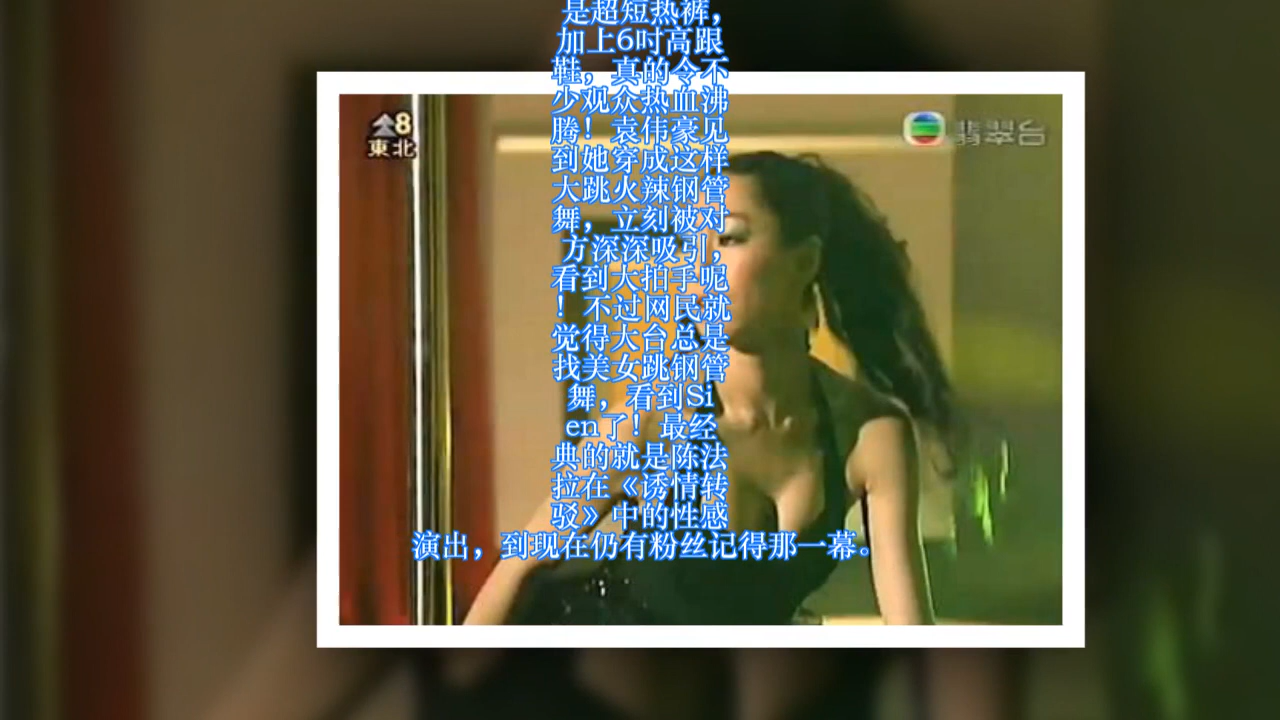 是超短热裤，
加上6吋高跟
鞋，真的令不
少观众热血沸
腾！袁伟豪见
到她穿成这样
大跳火辣钢管
舞，立刻被对
方深深吸引，
看到大拍手呢
！不过网民就
觉得大台总是
找美女跳钢管
舞，看到Si
en了！最经
典的就是陈法
拉在《诱情转
驳》中的性感
演出，到现在仍有粉丝记得那一幕。
8
東北
翡翠台